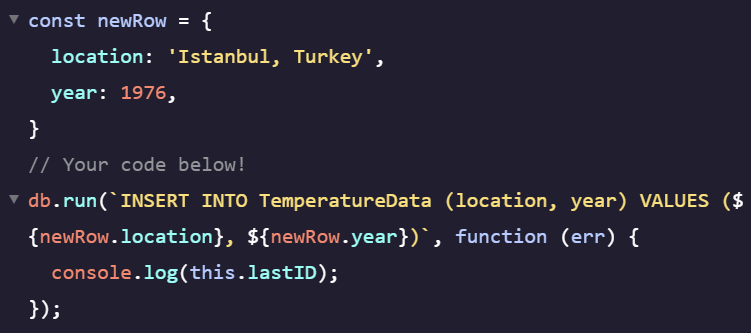 const newRow = {
location: 'Istanbul, Turkey',
year: 1976,
}
// Your code below!
db.run(`INSERT INTO TemperatureData (location, year) VALUES ($
{newRow.location}, ${newRow.year})`, function (err) {
console.log(this.lastID);
});